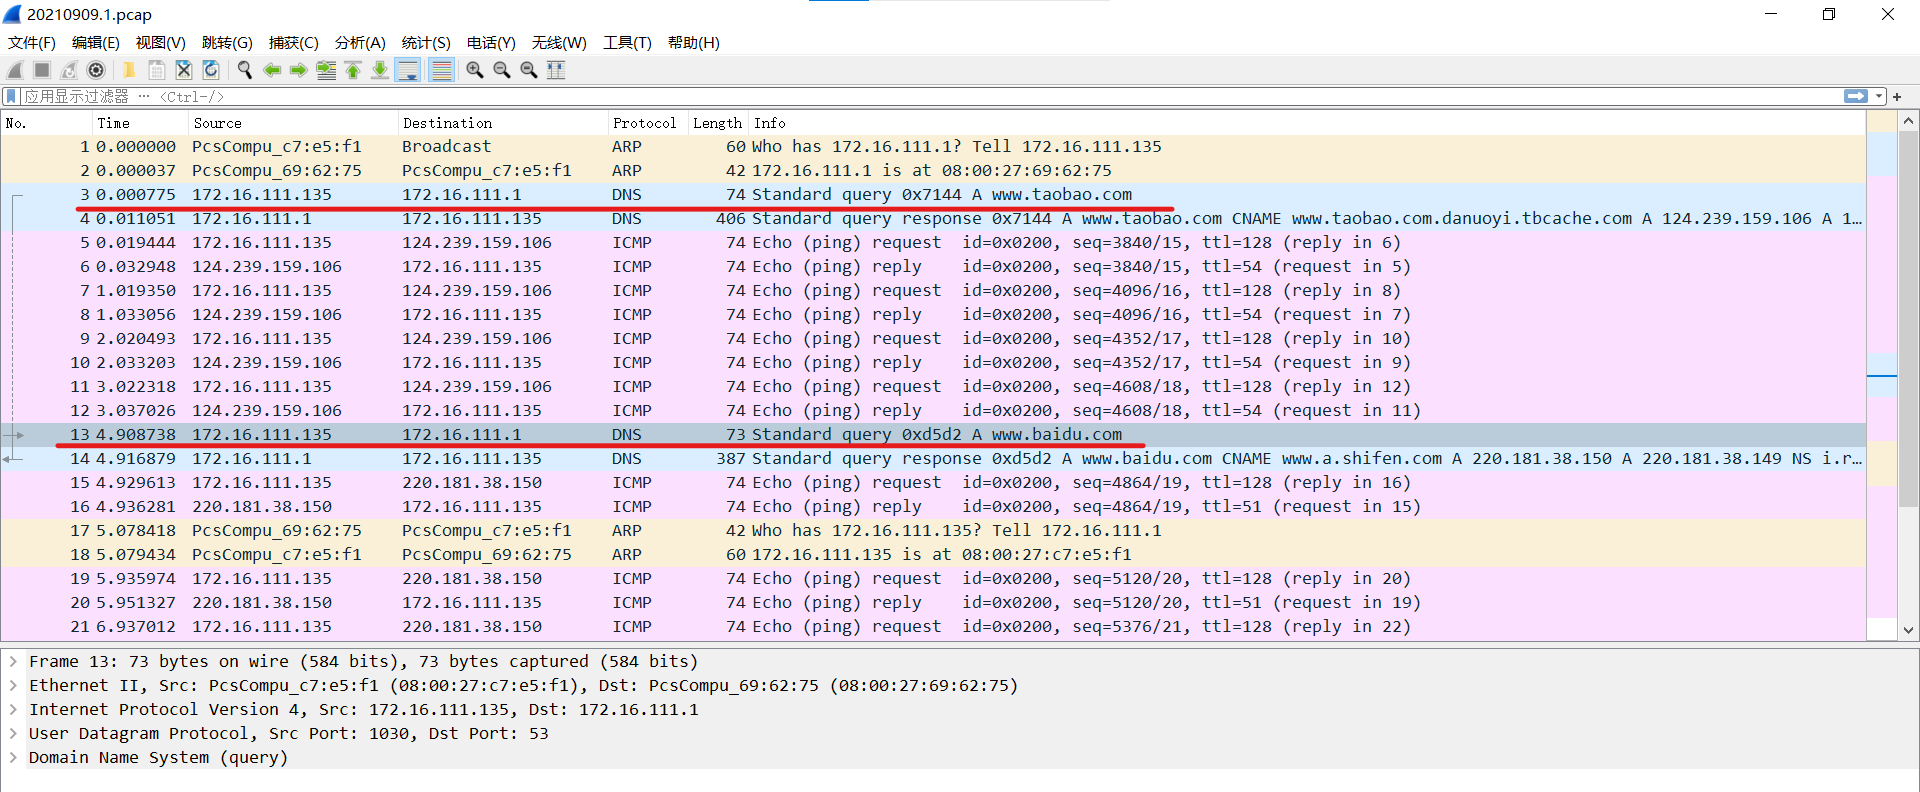 20210909.1.pcap
文件(F) 编辑(E) 视图(V) 跳转(G) 捕获(C) 分析(A) 统计(S) 电话(Y) 无线(W) 工具(T) 帮助(H)
应用显示过滤器 … <Ctrl-/>
No. Time Source Destination Protocol Length Info
1 0.000000 PcsCompu_c7:e5:f1 Broadcast ARP 60 Who has 172.16.111.1? Tell 172.16.111.135
2 0.000037 PcsCompu_69:62:75 PcsCompu_c7:e5:f1 ARP 42 172.16.111.1 is at 08:00:27:69:62:75
3 0.000775 172.16.111.135 172.16.111.1 DNS 74 Standard query 0x7144 A www.taobao.com
4 0.011051 172.16.111.1 172.16.111.135 DNS 406 Standard query response 0x7144 A www.taobao.com CNAME www.taobao.com.danuoyi.tbcache.com A 124.239.159.106 A 1…
5 0.019444 172.16.111.135 124.239.159.106 ICMP 74 Echo (ping) request id=0x0200, seq=3840/15, ttl=128 (reply in 6)
6 0.032948 124.239.159.106 172.16.111.135 ICMP 74 Echo (ping) reply id=0x0200, seq=3840/15, ttl=54 (request in 5)
7 1.019350 172.16.111.135 124.239.159.106 ICMP 74 Echo (ping) request id=0x0200, seq=4096/16, ttl=128 (reply in 8)
8 1.033056 124.239.159.106 172.16.111.135 ICMP 74 Echo (ping) reply id=0x0200, seq=4096/16, ttl=54 (request in 7)
9 2.020493 172.16.111.135 124.239.159.106 ICMP 74 Echo (ping) request id=0x0200, seq=4352/17, ttl=128 (reply in 10)
10 2.033203 124.239.159.106 172.16.111.135 ICMP 74 Echo (ping) reply id=0x0200, seq=4352/17, ttl=54 (request in 9)
11 3.022318 172.16.111.135 124.239.159.106 ICMP 74 Echo (ping) request id=0x0200, seq=4608/18, ttl=128 (reply in 12)
12 3.037026 124.239.159.106 172.16.111.135 ICMP 74 Echo (ping) reply id=0x0200, seq=4608/18, ttl=54 (request in 11)
13 4.908738 172.16.111.135 172.16.111.1 DNS 73 Standard query 0xd5d2 A www.baidu.com
14 4.916879 172.16.111.1 172.16.111.135 DNS 387 Standard query response 0xd5d2 A www.baidu.com CNAME www.a.shifen.com A 220.181.38.150 A 220.181.38.149 NS i.r…
15 4.929613 172.16.111.135 220.181.38.150 ICMP 74 Echo (ping) request id=0x0200, seq=4864/19, ttl=128 (reply in 16)
16 4.936281 220.181.38.150 172.16.111.135 ICMP 74 Echo (ping) reply id=0x0200, seq=4864/19, ttl=51 (request in 15)
17 5.078418 PcsCompu_69:62:75 PcsCompu_c7:e5:f1 ARP 42 Who has 172.16.111.135? Tell 172.16.111.1
18 5.079434 PcsCompu_c7:e5:f1 PcsCompu_69:62:75 ARP 60 172.16.111.135 is at 08:00:27:c7:e5:f1
19 5.935974 172.16.111.135 220.181.38.150 ICMP 74 Echo (ping) request id=0x0200, seq=5120/20, ttl=128 (reply in 20)
20 5.951327 220.181.38.150 172.16.111.135 ICMP 74 Echo (ping) reply id=0x0200, seq=5120/20, ttl=51 (request in 19)
21 6.937012 172.16.111.135 220.181.38.150 ICMP 74 Echo (ping) request id=0x0200, seq=5376/21, ttl=128 (reply in 22)
Frame 13: 73 bytes on wire (584 bits), 73 bytes captured (584 bits)
Ethernet II, Src: PcsCompu_c7:e5:f1 (08:00:27:c7:e5:f1), Dst: PcsCompu_69:62:75 (08:00:27:69:62:75)
Internet Protocol Version 4, Src: 172.16.111.135, Dst: 172.16.111.1
User Datagram Protocol, Src Port: 1030, Dst Port: 53
Domain Name System (query)